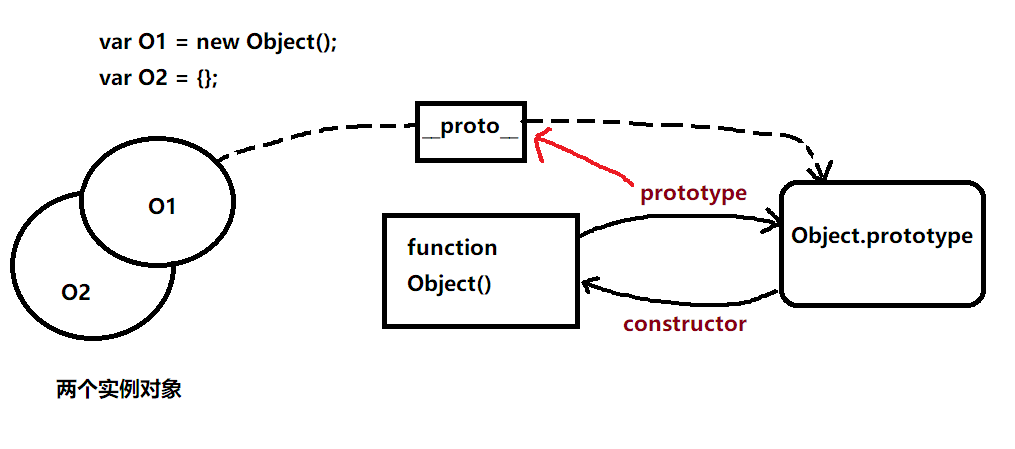 var O1 = new Object();
var O2 = {};
__proto__
prototype
O1
function
Object()
Object.prototype
O2
constructor
两个实例对象